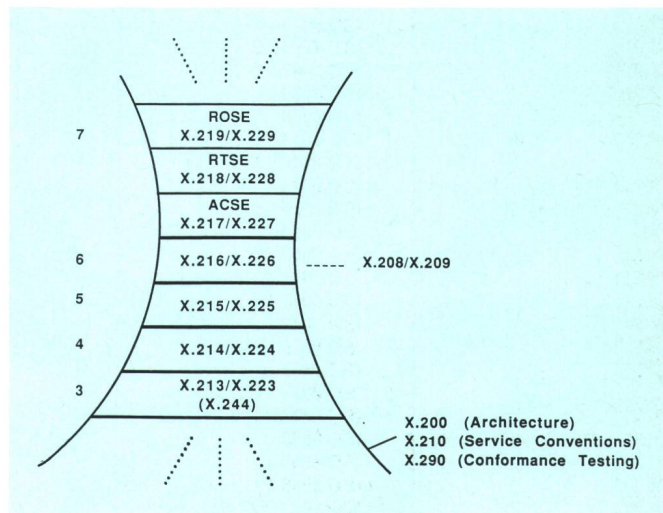 ROSE
7
X.219/X.229
RTSE
X.218/X.228
ACSE
X.217/X.227
6
X.216/X.226
X.208/X.209
5
X.215/X.225
4
X.214/X.224
3
X.213/X.223
(X.244)
X.200 (Architecture)
X.210 (Service Conventions)
X.290 (Conformance Testing)